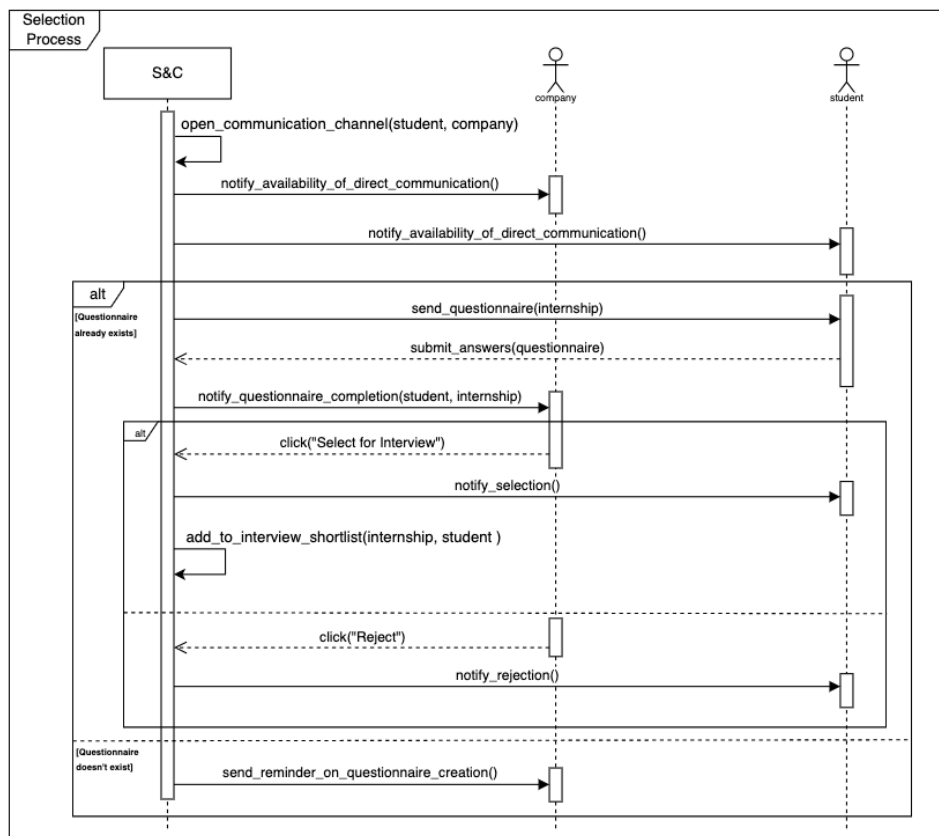 Selection
Process
S&C
company
student
open_communication_channel(student, company)
notify_availability_of_direct_communication()
notify_availability_of_direct_communication()
alt
[Questionnaire
already exists]
send_questionnaire(internship)
submit_answers(questionnaire)
notify_questionnaire_completion(student, internship)
alt
click("Select for Interview")
notify_selection()
add_to_interview_shortlist(internship, student )
click("Reject")
notify_rejection()
[Questionnaire
doesn't exist]
send_reminder_on_questionnaire_creation()